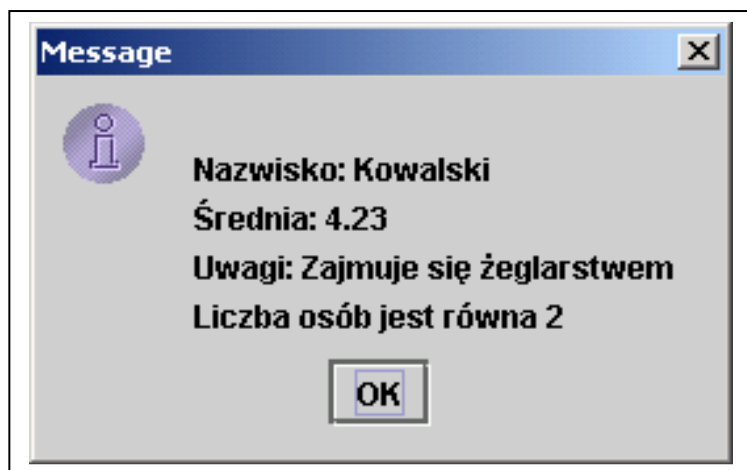 Message
Nazwisko: Kowalski
Średnia: 4.23
Uwagi: Zajmuje się żeglarstwem
Liczba osób jest równa 2
OK